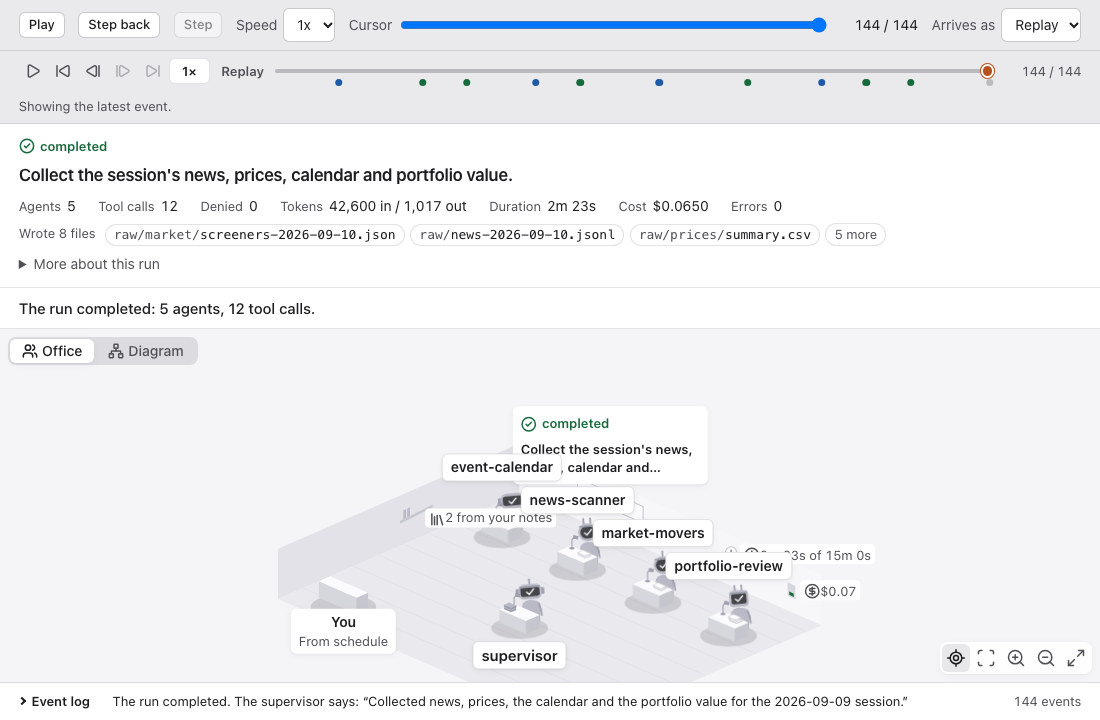 Play Step back Step Speed 1x Cursor 144 / 144 Arrives as Replay
1× Replay 144 / 144
Showing the latest event.
completed
Collect the session's news, prices, calendar and portfolio value.
Agents 5 Tool calls 12 Denied 0 Tokens 42,600 in / 1,017 out Duration 2m 23s Cost $0.0650 Errors 0
Wrote 8 files raw/market/screeners-2026-09-10.json raw/news-2026-09-10.jsonl raw/prices/summary.csv 5 more
More about this run
The run completed: 5 agents, 12 tool calls.
Office Diagram
completed
Collect the session's news,
, calendar and...
event-calendar
news-scanner
2 from your notes
market-movers
3s of 15m 0s
portfolio-review
$0.07
You
From schedule
supervisor
Event log The run completed. The supervisor says: “Collected news, prices, the calendar and the portfolio value for the 2026-09-09 session.” 144 events